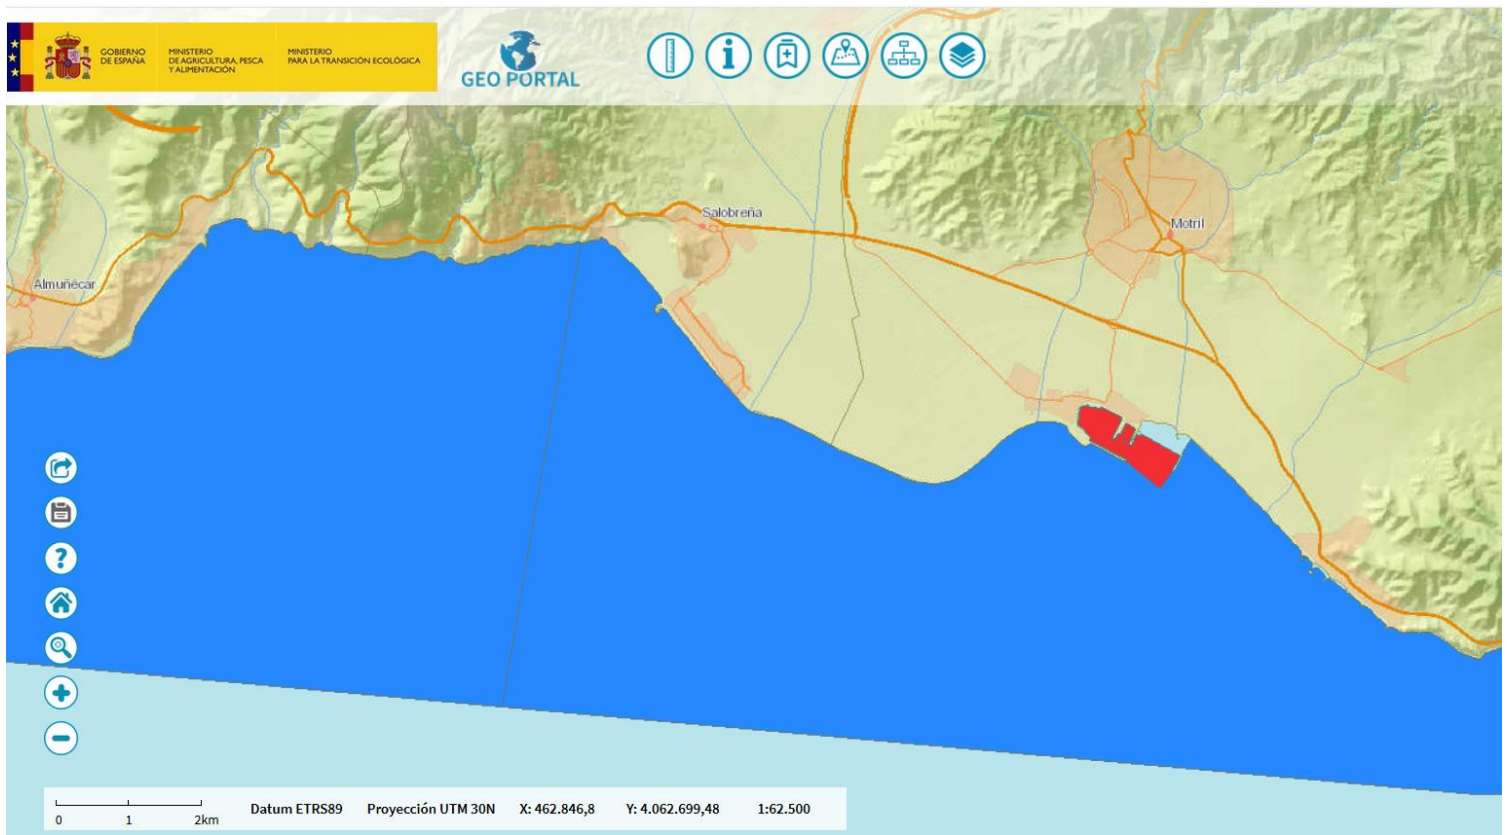 GOBIERNO
DE ESPAÑA
MINISTERIO
DE AGRICULTURA, PESCA
Y ALIMENTACIÓN
MINISTERIO
PARA LA TRANSICIÓN ECOLÓGICA
GEO PORTAL
Salobreña
Motril
Almuñécar
0 1 2km
Datum ETRS89 Proyección UTM 30N X: 462.846,8 Y: 4.062.699,48 1:62.500